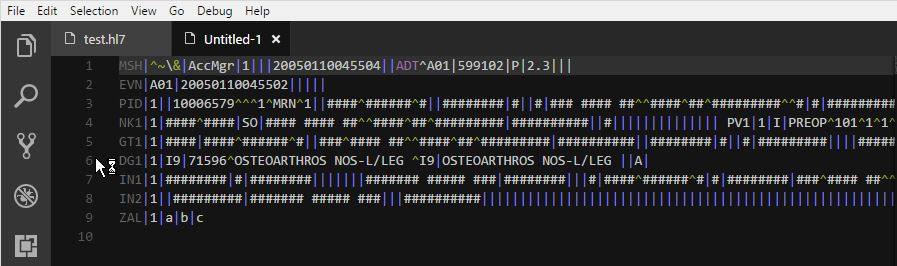 File Edit Selection View Go Debug Help
test.hl7 Untitled-1 ×
1 MSH|^~\&|AccMgr|1|||20050110045504||ADT^A01|599102|P|2.3|||
2 EVN|A01|20050110045502|||||
3 PID|1||10006579^^^1^MRN^1||####^######^#||########|#||#|### #### ##^^####^##^#########^^#|#|#########
4 NK1|1|####^####|SO|#### #### ##^^####^##^#########|##########||#|||||||||||||| PV1|1|I|PREOP^101^1^1^
5 GT1|1|####|####^######^#||### #### ##^^####^##^#########|########||########|#||#|#########||||#####
6 DG1|1|I9|71596^OSTEOARTHROS NOS-L/LEG ^I9|OSTEOARTHROS NOS-L/LEG ||A|
7 IN1|1|########|#|########|||||||####### ##### ###|########|||#|####^######^#|#|########|###^#### ##^^
8 IN2|1||#########|####### ##### ###|||##########||||||||||||||||||||||||||||||||||||||||||||||||||||||
9 ZAL|1|a|b|c
10